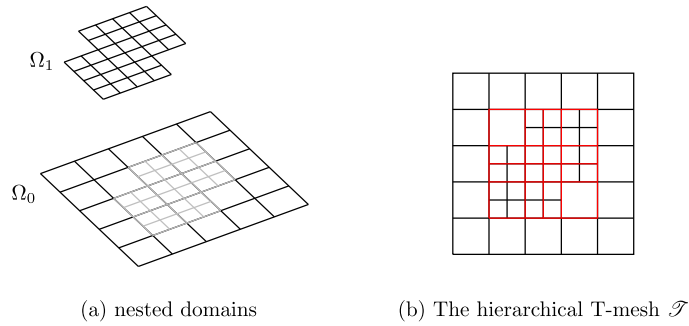 Ω₁
Ω₀
(a) nested domains
(b) The hierarchical T-mesh 𝒯